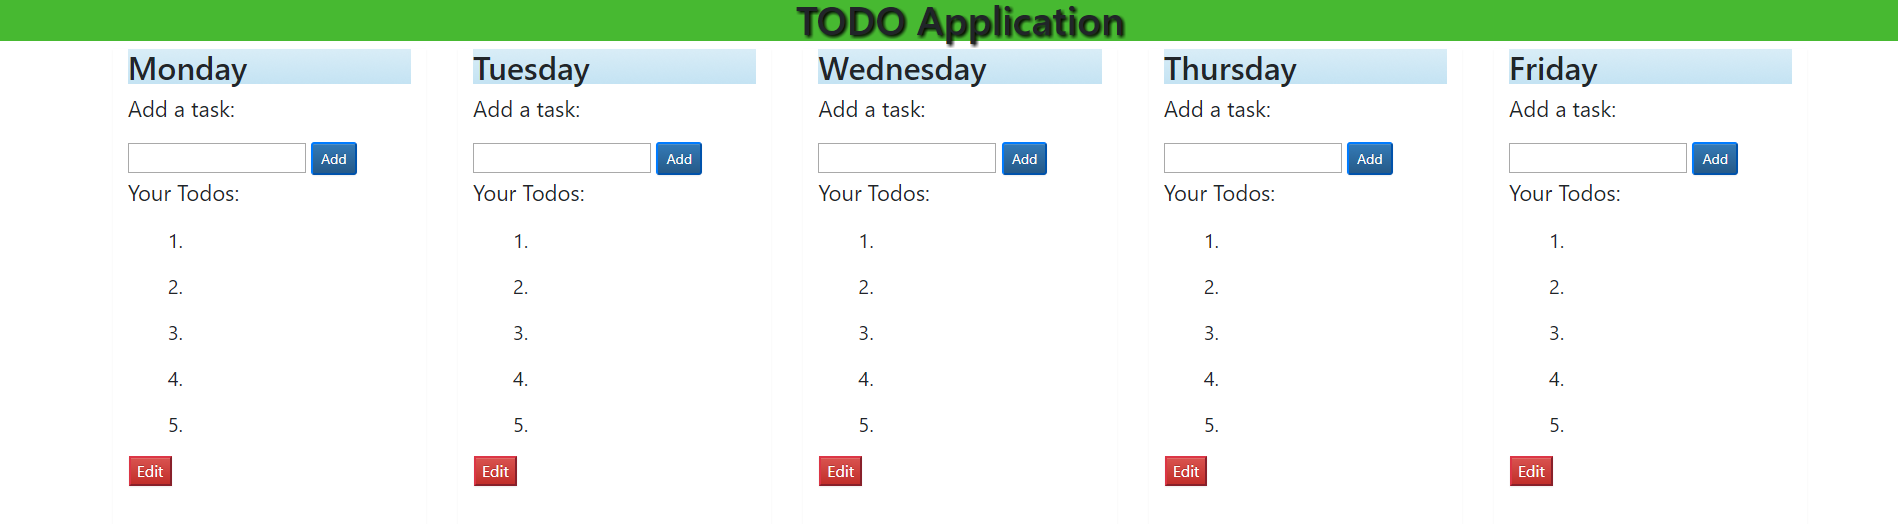 TODO Application
Monday
Add a task:
Add
Your Todos:
1.
2.
3.
4.
5.
Edit
Tuesday
Add a task:
Add
Your Todos:
1.
2.
3.
4.
5.
Edit
Wednesday
Add a task:
Add
Your Todos:
1.
2.
3.
4.
5.
Edit
Thursday
Add a task:
Add
Your Todos:
1.
2.
3.
4.
5.
Edit
Friday
Add a task:
Add
Your Todos:
1.
2.
3.
4.
5.
Edit